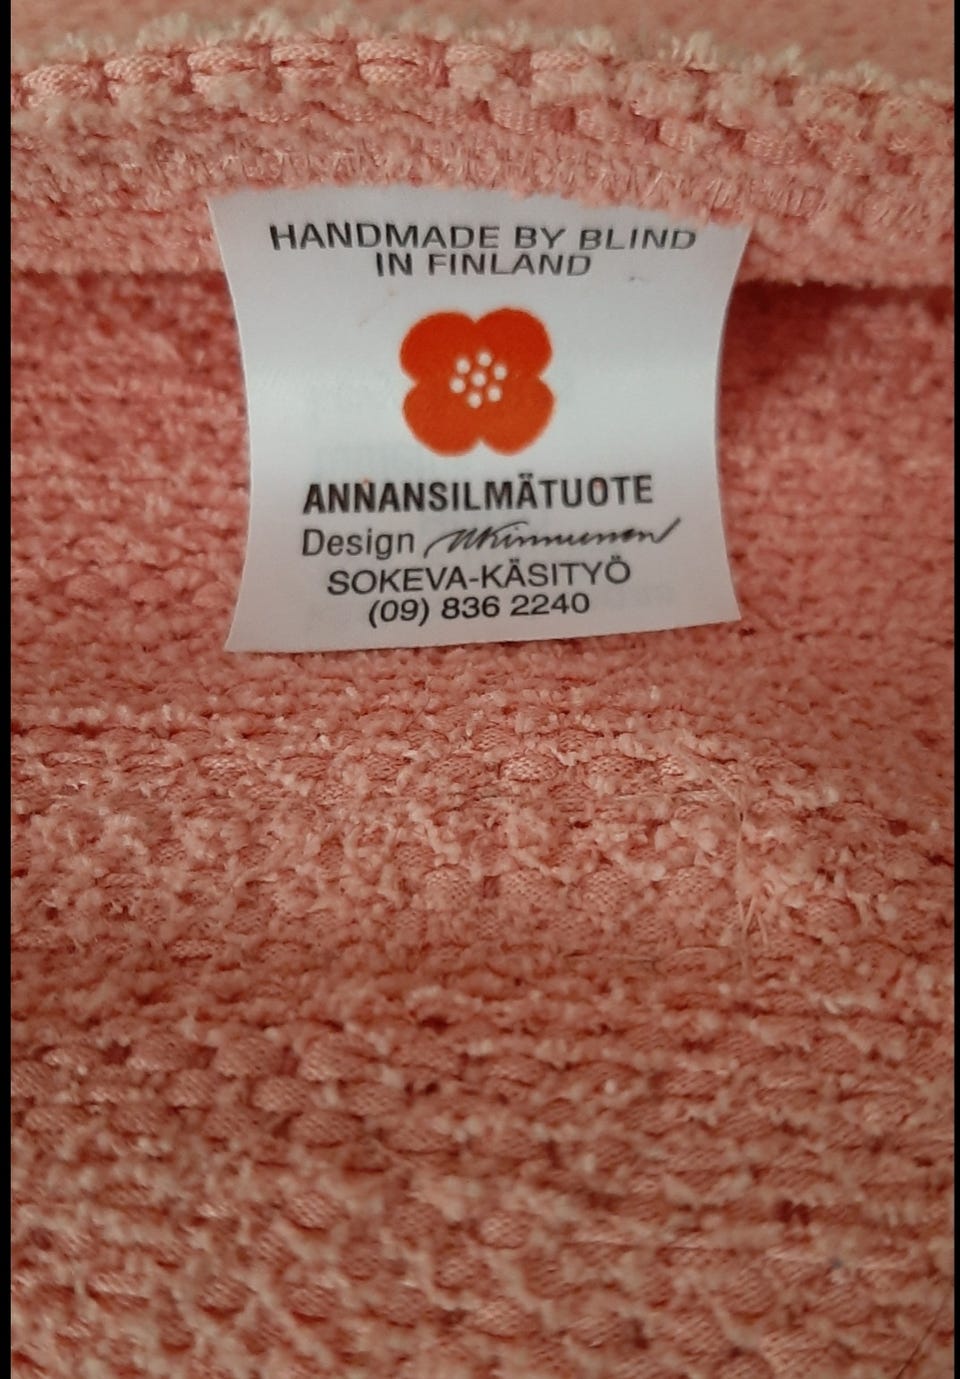 HANDMADE BY BLIND
IN FINLAND
ANNANSILMÄTUOTE
Design
SOKEVA-KÄSITYÖ
(09) 836 2240